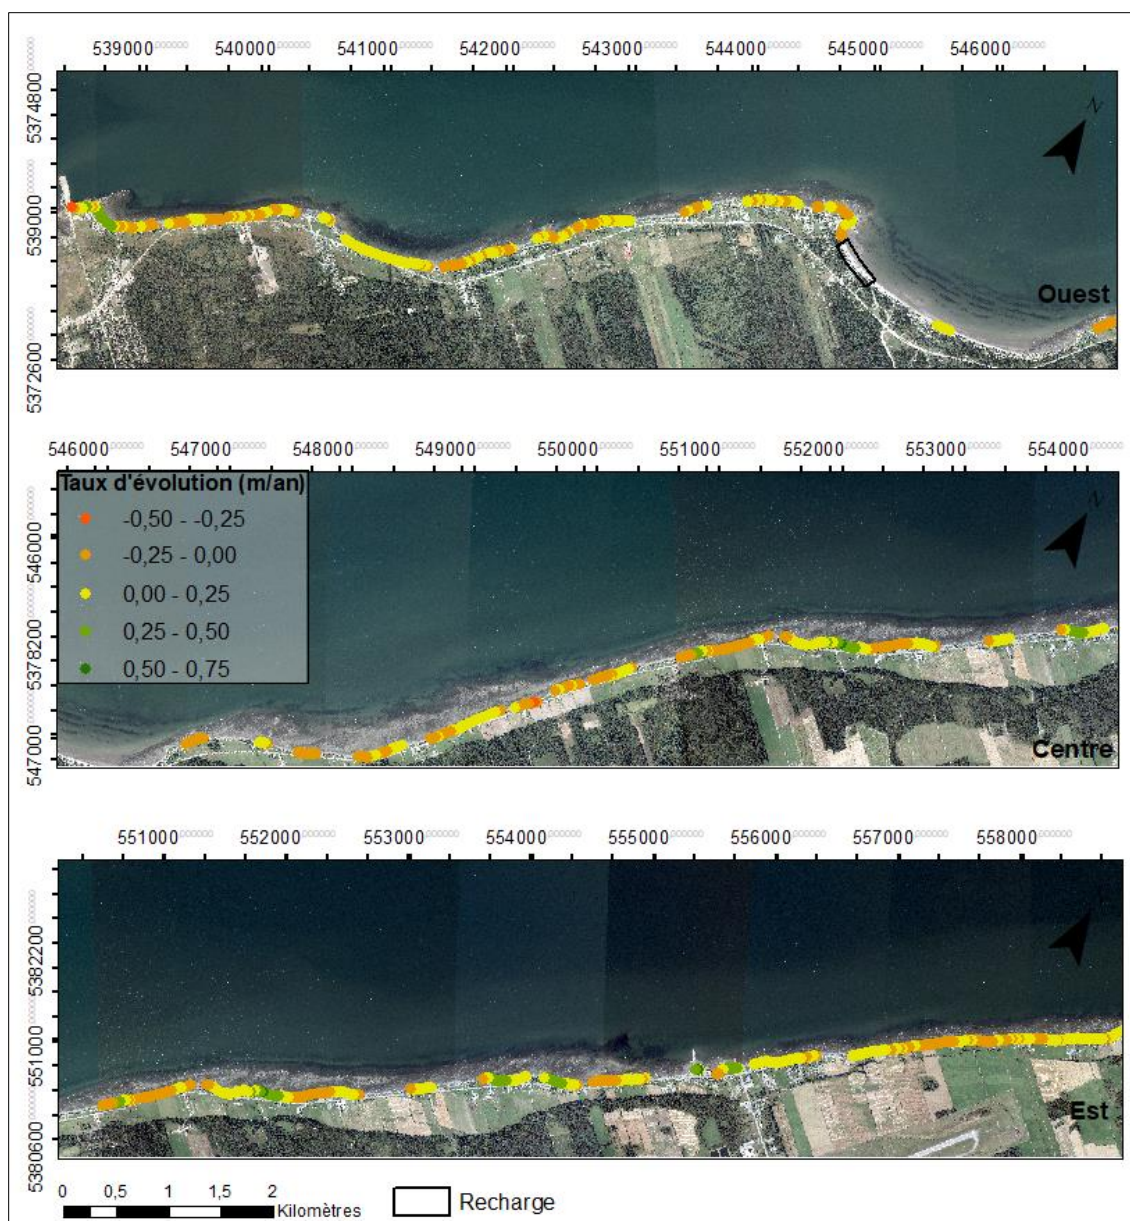 539000 540000 541000 542000 543000 544000 545000 546000
5374800
539000
5372600
N
Ouest
546000 547000 548000 549000 550000 551000 552000 553000 554000
546000
5378200
547000
Taux d'évolution (m/an)
-0,50 - -0,25
-0,25 - 0,00
0,00 - 0,25
0,25 - 0,50
0,50 - 0,75
N
Centre
551000 552000 553000 554000 555000 556000 557000 558000
5382200
551000
5380600
N
Est
0 0,5 1 1,5 2
Kilomètres
Recharge